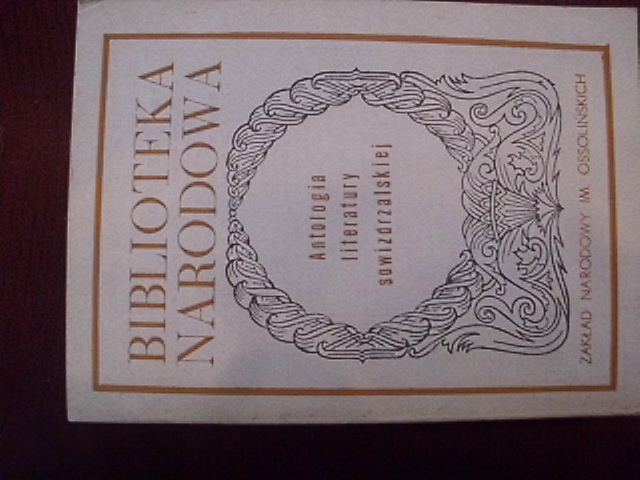 BIBLIOTEKA
NARODOWA
Antologia
literatury
sowizdrzalskiej
ZAKŁAD NARODOWY IM. OSSOLIŃSKICH